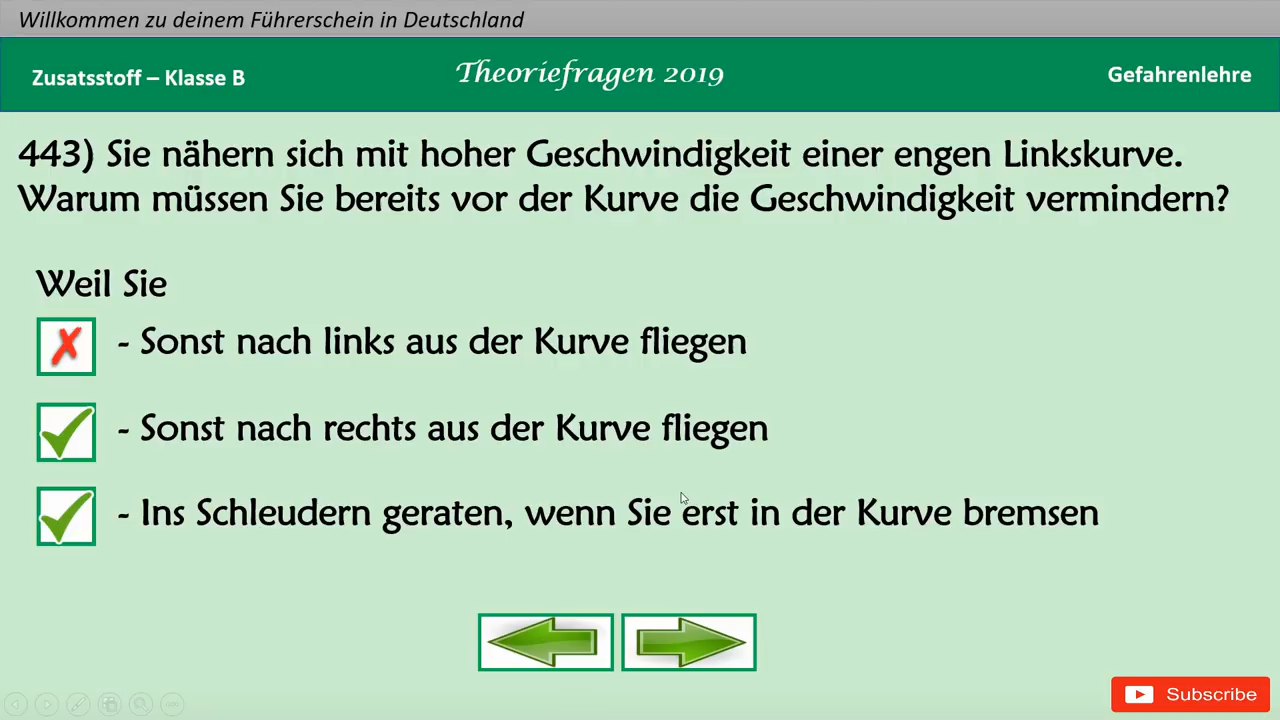 Willkommen zu deinem Führerschein in Deutschland
Zusatsstoff – Klasse B
Theoriefragen 2019
Gefahrenlehre
443) Sie nähern sich mit hoher Geschwindigkeit einer engen Linkskurve.
Warum müssen Sie bereits vor der Kurve die Geschwindigkeit vermindern?
Weil Sie
- Sonst nach links aus der Kurve fliegen
- Sonst nach rechts aus der Kurve fliegen
- Ins Schleudern geraten, wenn Sie erst in der Kurve bremsen
Subscribe